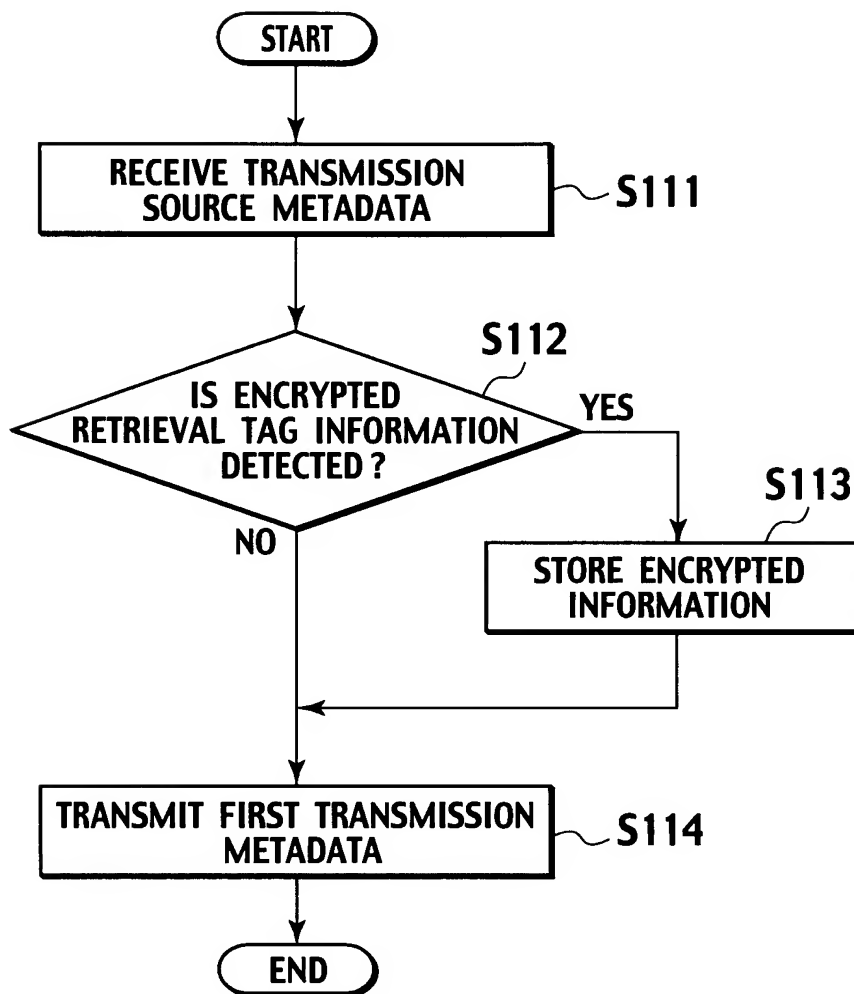 START
RECEIVE TRANSMISSION
SOURCE METADATA
S111
S112
IS ENCRYPTED
RETRIEVAL TAG INFORMATION
DETECTED?
YES
NO
S113
STORE ENCRYPTED
INFORMATION
TRANSMIT FIRST TRANSMISSION
METADATA
S114
END